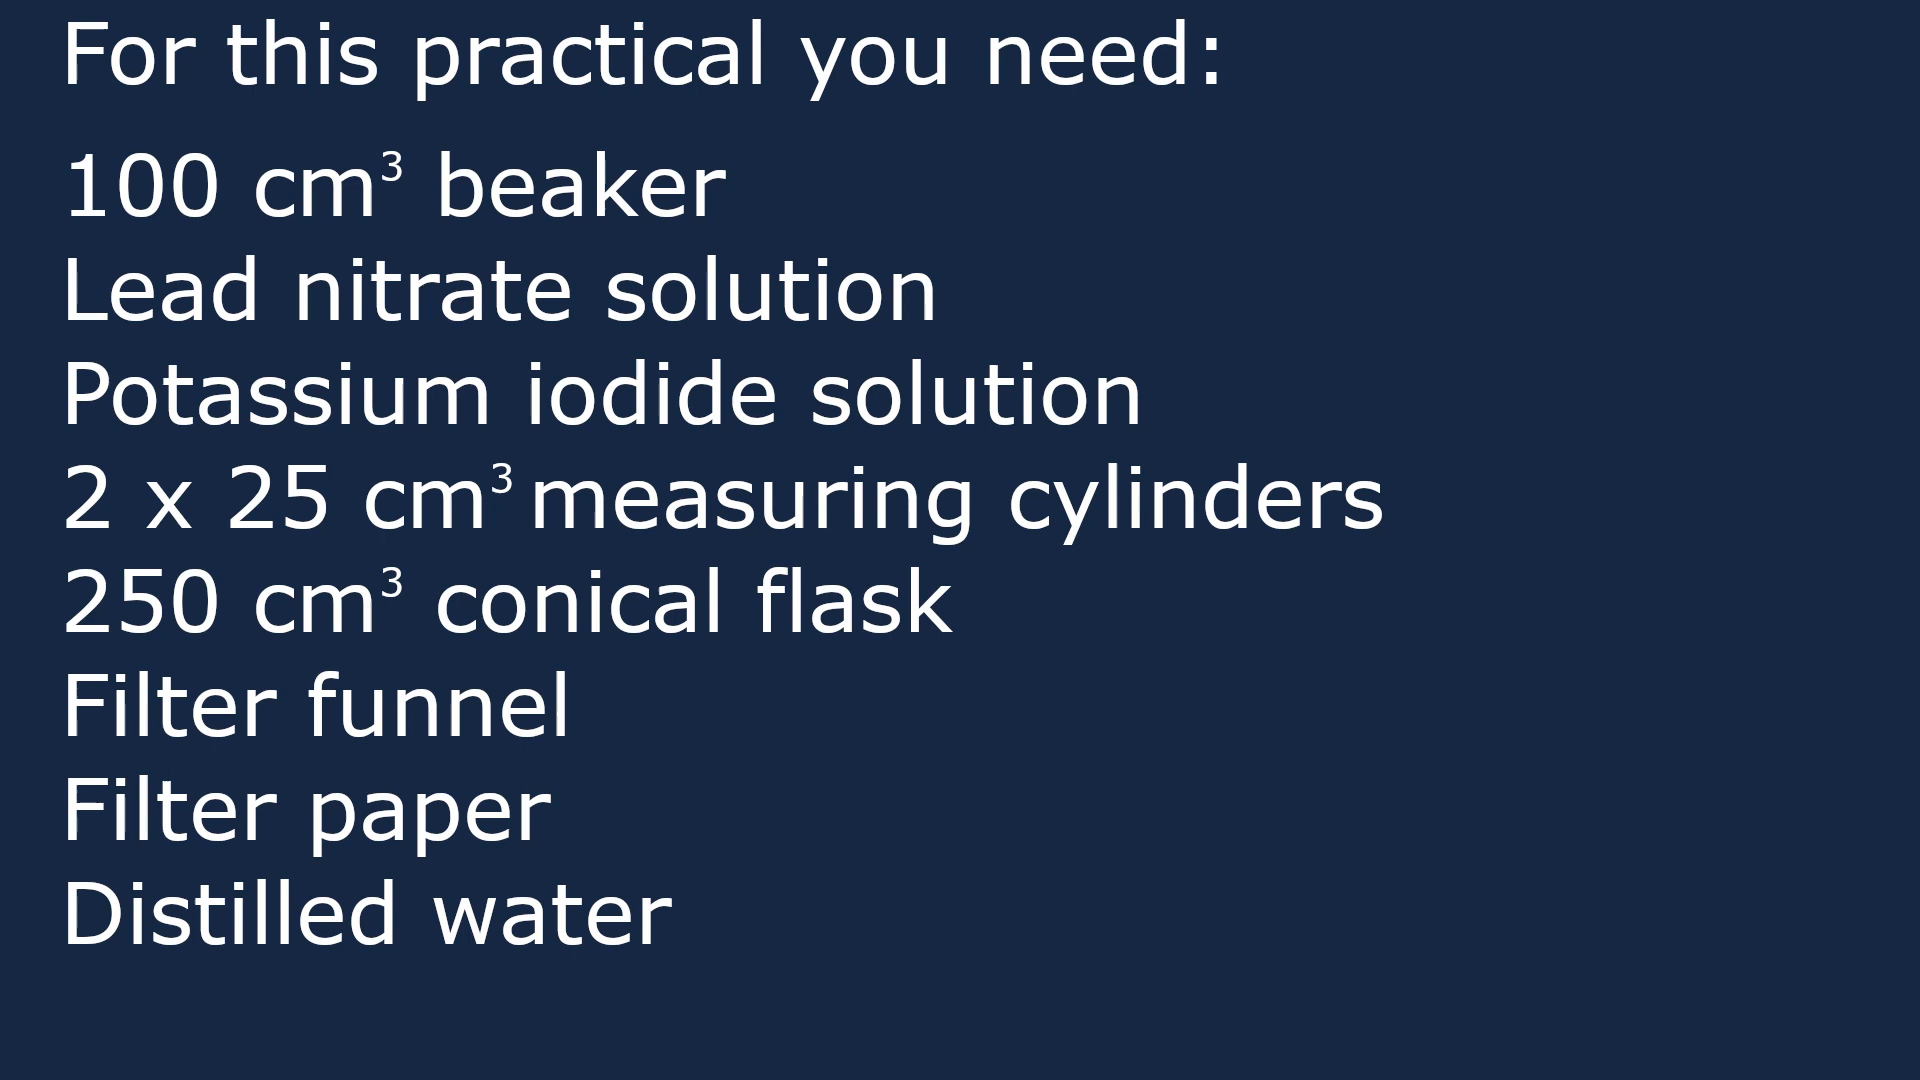 For this practical you need:
100 cm³ beaker
Lead nitrate solution
Potassium iodide solution
2 x 25 cm³ measuring cylinders
250 cm³ conical flask
Filter funnel
Filter paper
Distilled water